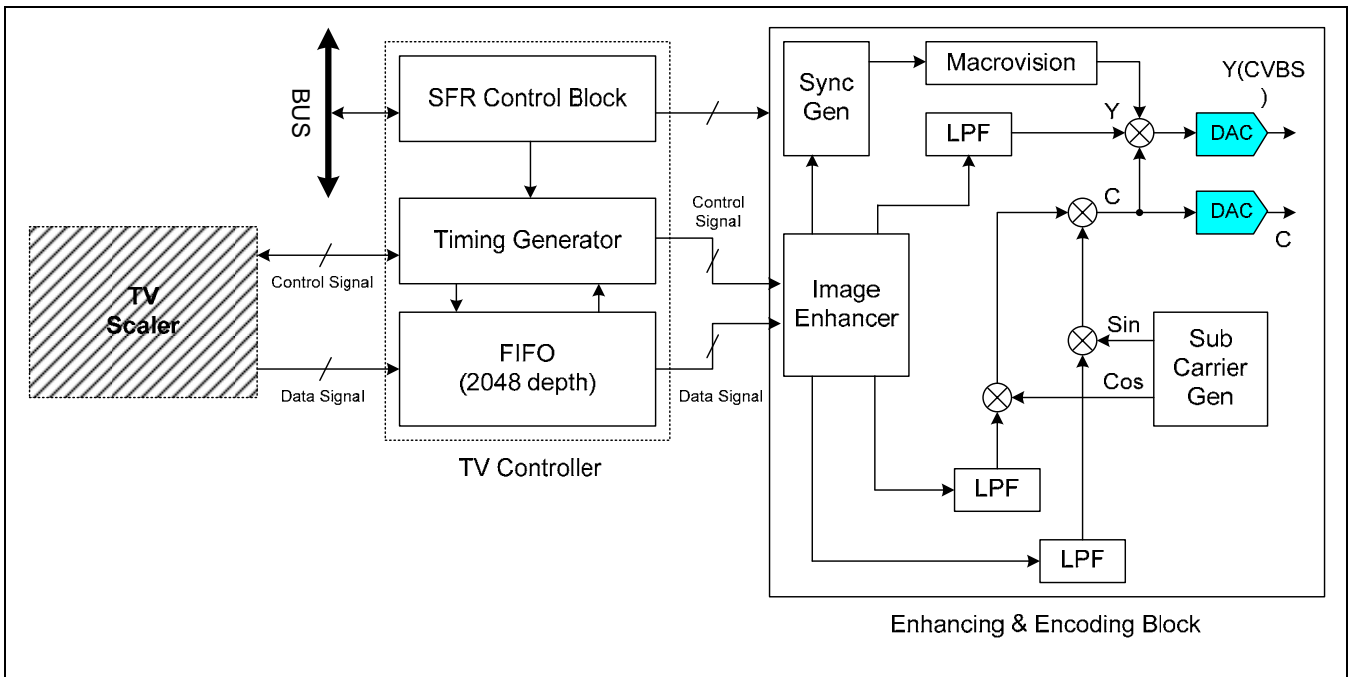 BUS
SFR Control Block
Timing Generator
FIFO
(2048 depth)
TV Controller
TV
Scaler
Control Signal
Data Signal
Control
Signal
Data Signal
Sync
Gen
Macrovision
LPF
Y
Y(CVBS
)
DAC
C
DAC
C
Image
Enhancer
Sin
Cos
Sub
Carrier
Gen
LPF
LPF
Enhancing & Encoding Block